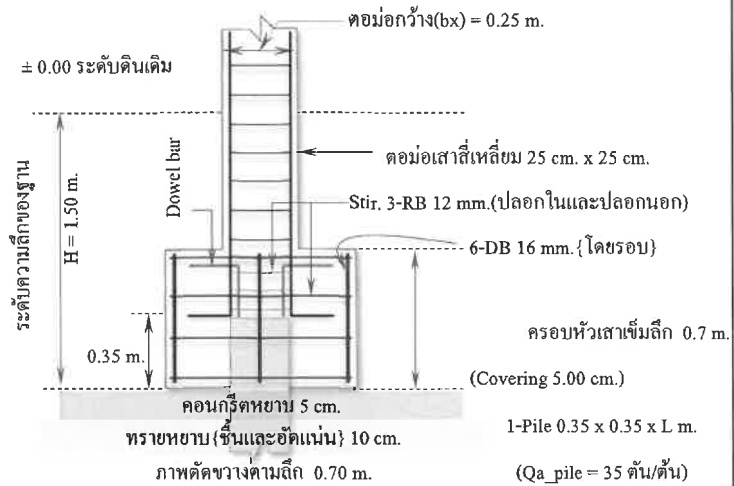 ตอม่อกว้าง(bx) = 0.25 m.
± 0.00 ระดับดินเดิม
ตอม่อเสาสี่เหลี่ยม 25 cm. x 25 cm.
Dowel bar
Stir. 3-RB 12 mm.(ปลอกในและปลอกนอก)
ระดับความลึกของฐาน
H = 1.50 m.
6-DB 16 mm.{โดยรอบ}
ครอบหัวเสาเข็มลึก 0.7 m.
0.35 m.
(Covering 5.00 cm.)
คอนกรีตหยาบ 5 cm.
1-Pile 0.35 x 0.35 x L m.
ทรายหยาบ{ชื้นและอัดแน่น} 10 cm.
ภาพตัดขวางตามลึก 0.70 m.
(Qa_pile = 35 ตัน/ต้น)